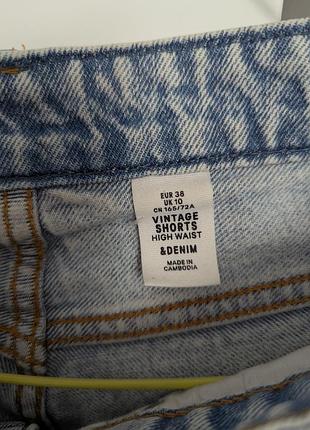 EUR 38
UK 10
CN 165/72A
VINTAGE
SHORTS
HIGH WAIST
&DENIM
MADE IN
CAMBODIA